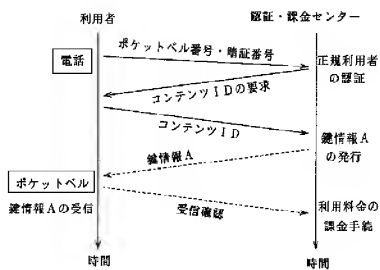 利用者
認証・課金センター
ポケットベル番号・暗証番号
電話
正規利用者
の認証
コンテンツIDの要求
コンテンツID
鍵情報A
の発行
鍵情報A
ポケットベル
鍵情報Aの受信
受信確認
利用料金の
課金手続
時間
時間